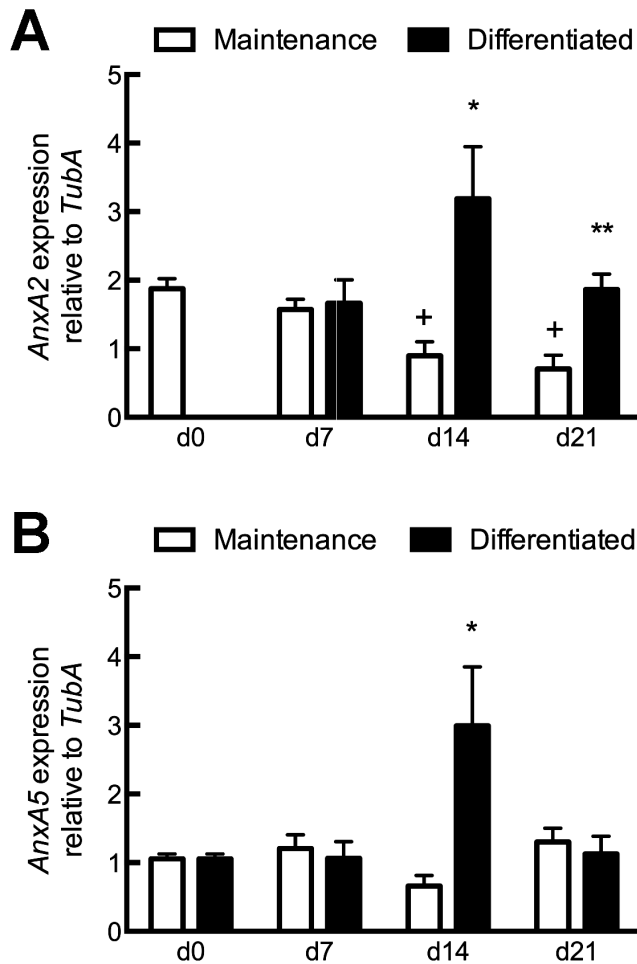 A
Maintenance Differentiated
AnxA2 expression
relative to TubA
5
4
3
2
1
0
*
**
+
+
d0 d7 d14 d21
B
Maintenance Differentiated
AnxA5 expression
relative to TubA
5
4
3
2
1
0
*
d0 d7 d14 d21